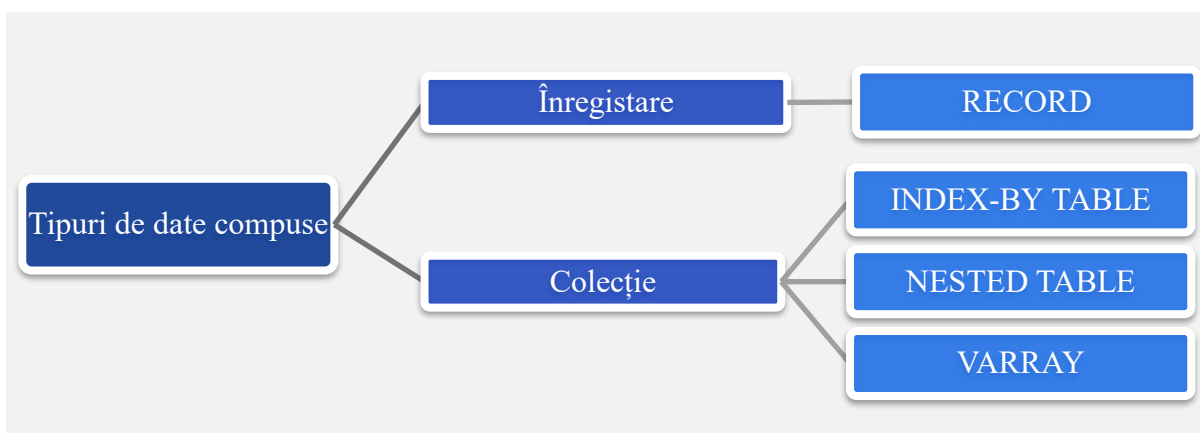 Tipuri de date compuse
Înregistare
RECORD
Colecție
INDEX-BY TABLE
NESTED TABLE
VARRAY